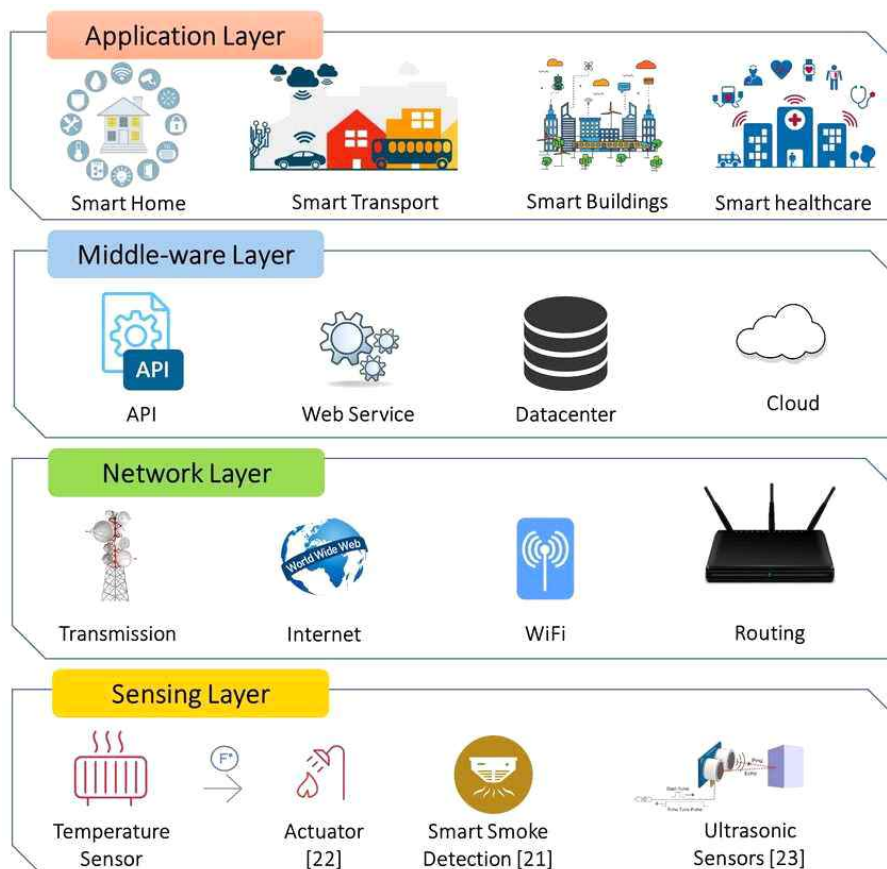 Application Layer
Smart Home
Smart Transport
Smart Buildings
Smart healthcare
Middle-ware Layer
API
API
Web Service
Datacenter
Cloud
Network Layer
World Wide Web
Transmission
Internet
WiFi
Routing
Sensing Layer
F°
Ping
Echo
Temperature
Sensor
Actuator
[22]
Smart Smoke
Detection [21]
Ultrasonic
Sensors [23]